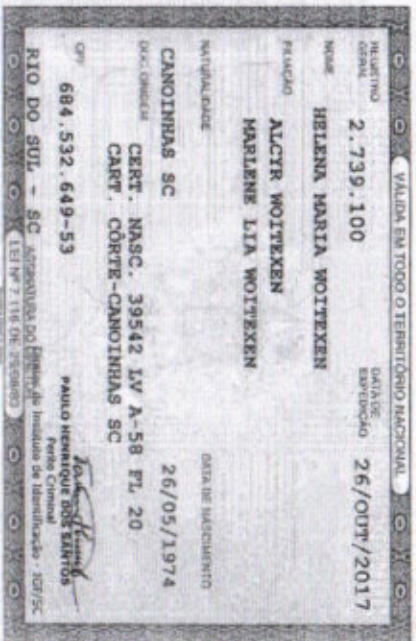 VÁLIDA EM TODO O TERRITÓRIO NACIONAL
REGISTRO GERAL 2.739.100 DATA DE EXPEDIÇÃO 26/OUT/2017
NOME
HELENA MARIA WOITEXEN
FILIAÇÃO
ALCYR WOITEXEN
MARLENE LIA WOITEXEN
NATURALIDADE DATA DE NASCIMENTO
CANOINHAS SC 26/05/1974
DOC. ORIGEM
CERT. NASC. 39542 LV A-58 FL 20
CART. CÔRTE-CANOINHAS SC
CPF
684.532.649-53
PAULO HENRIQUE DOS SANTOS
Perito Criminal
RIO DO SUL - SC
ASSINATURA DO DIRETOR
do Instituto de Identificação - IGP/SC
LEI Nº 7.116 DE 29/08/83